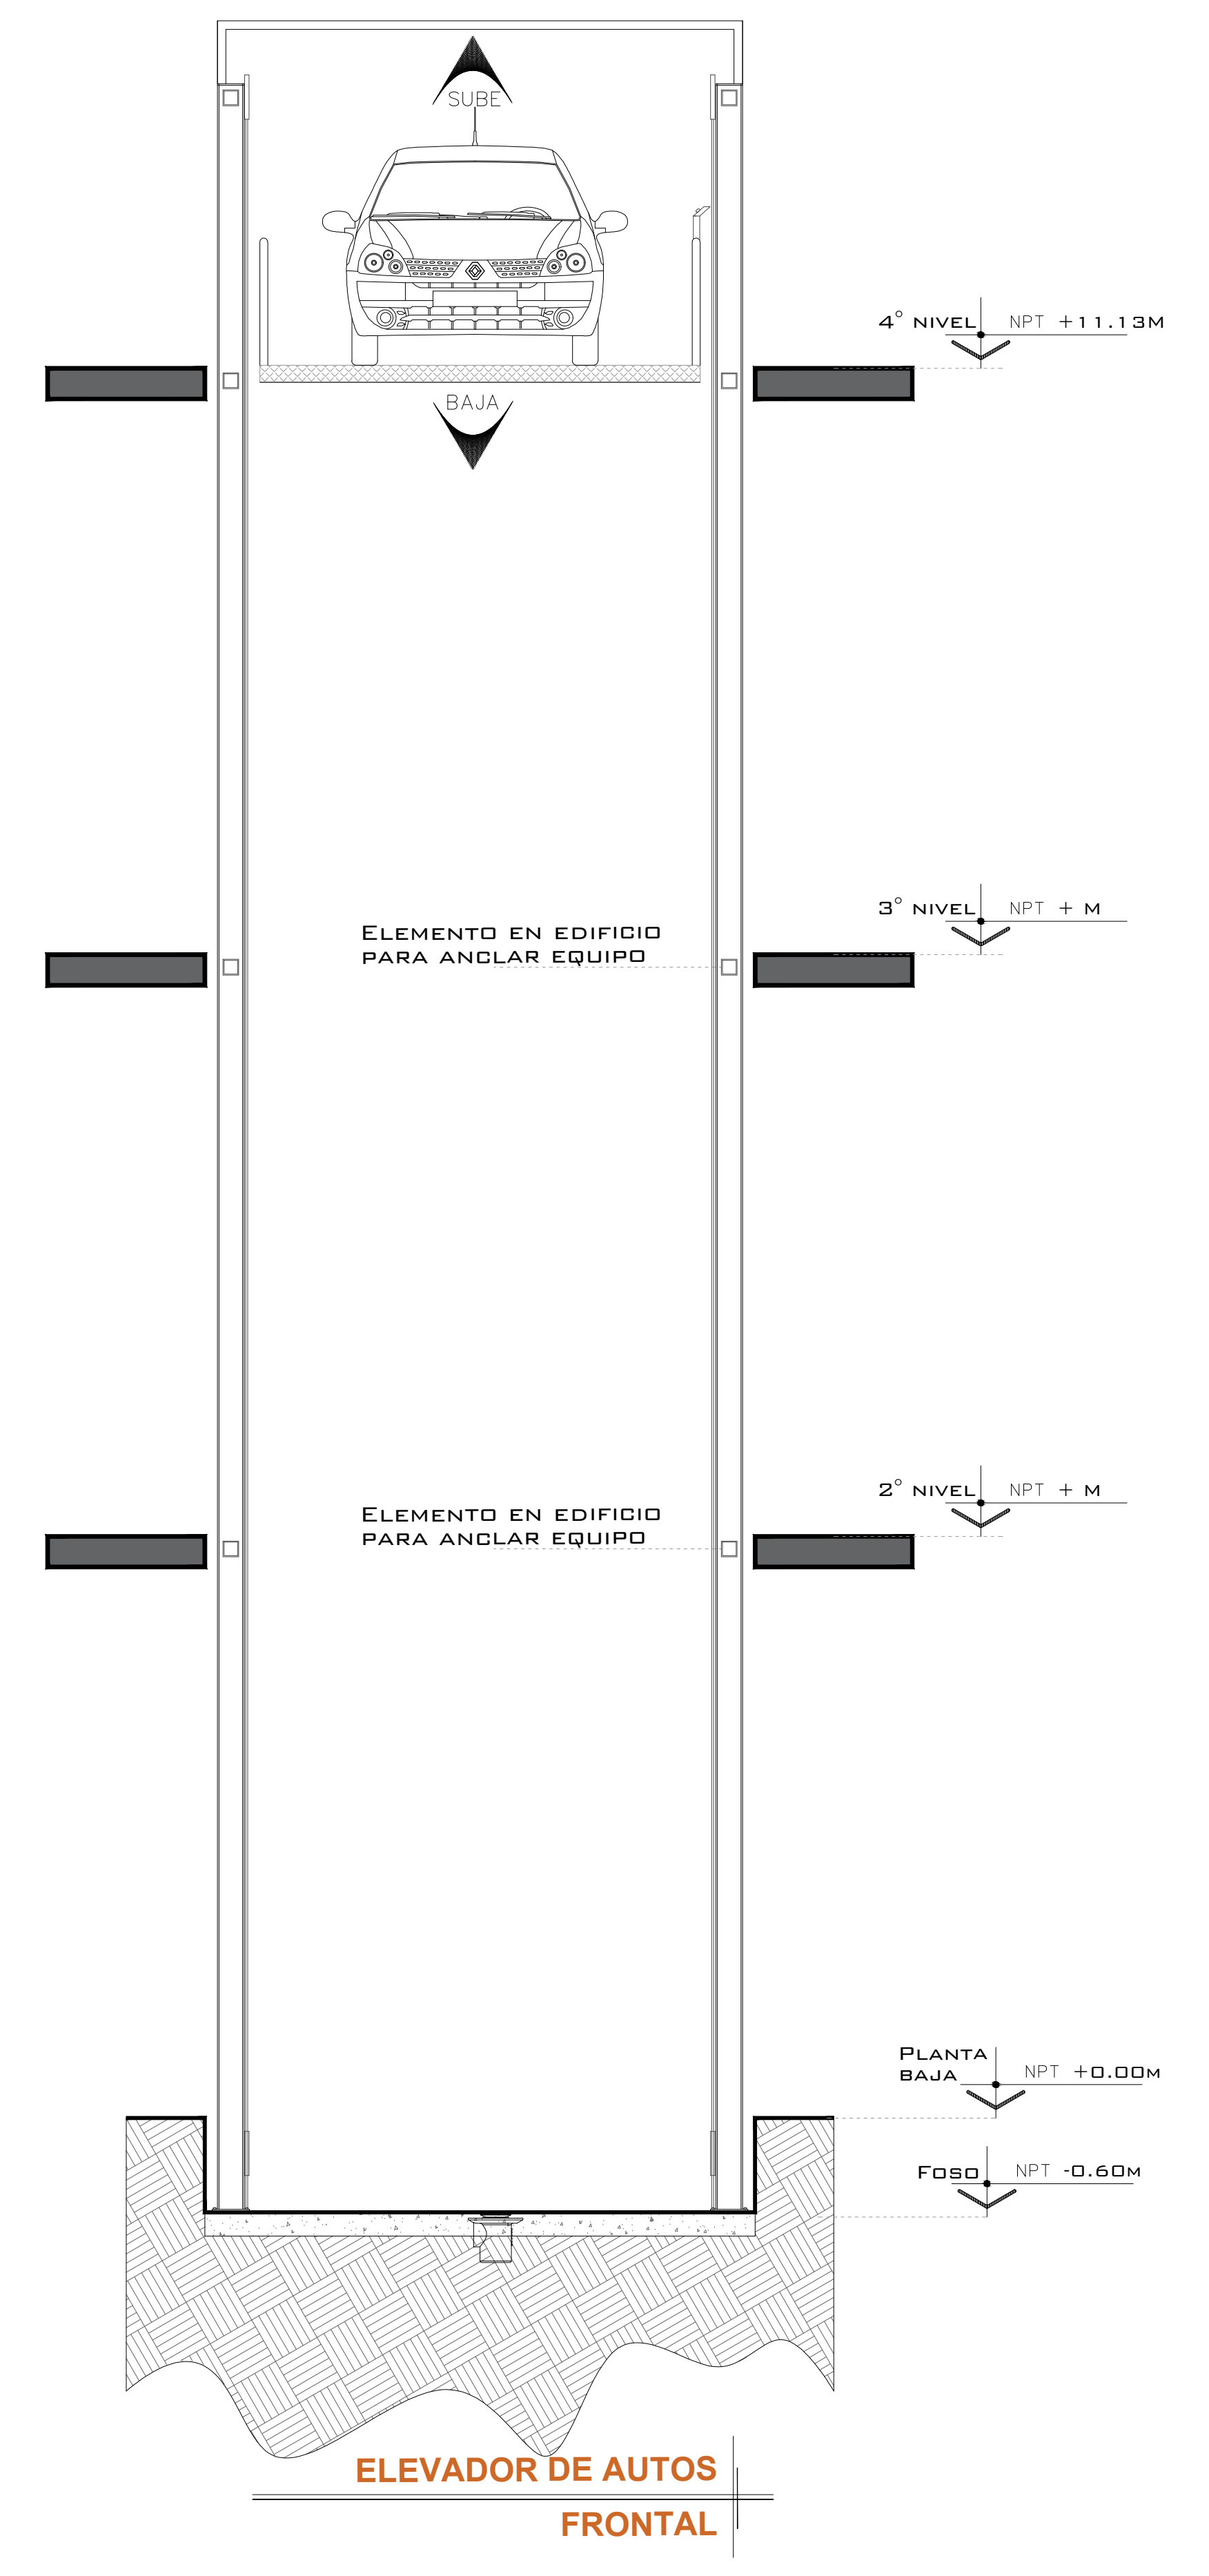 SUBE
4° NIVEL NPT +11.13M
BAJA
3° NIVEL NPT + M
ELEMENTO EN EDIFICIO
PARA ANCLAR EQUIPO
2° NIVEL NPT + M
ELEMENTO EN EDIFICIO
PARA ANCLAR EQUIPO
PLANTA
BAJA NPT +0.00M
FOSO NPT -0.60M
ELEVADOR DE AUTOS
FRONTAL